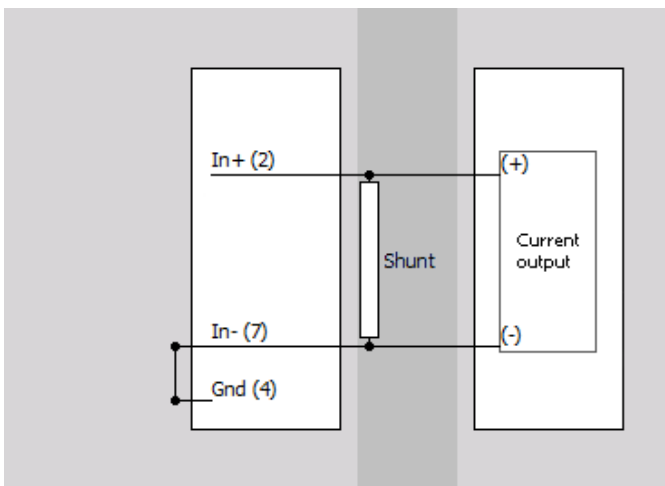 In+ (2)
(+)
Current
output
Shunt
In- (7)
(-)
Gnd (4)